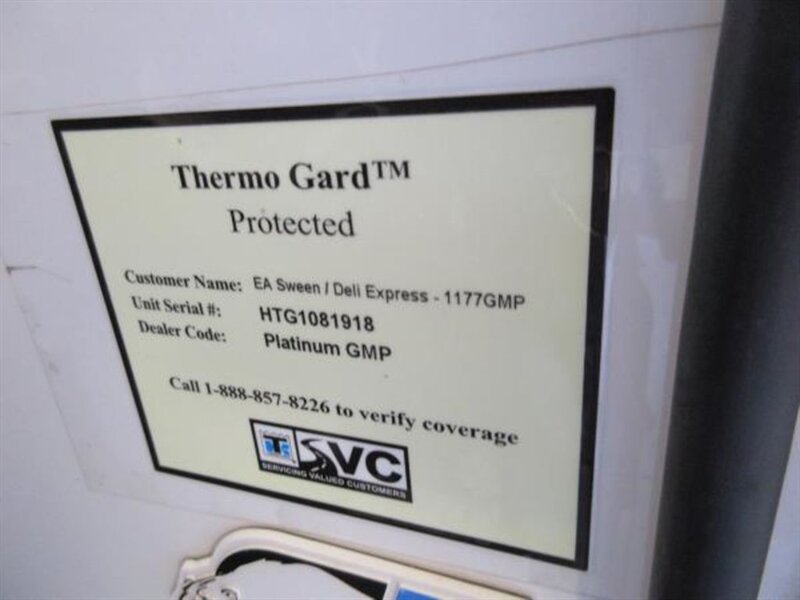 Thermo Gard™
Protected
Customer Name: EA Sween / Deli Express - 1177GMP
Unit Serial #: HTG1081918
Dealer Code: Platinum GMP
Call 1-888-857-8226 to verify coverage
SVC
SERVICING VALUED CUSTOMERS